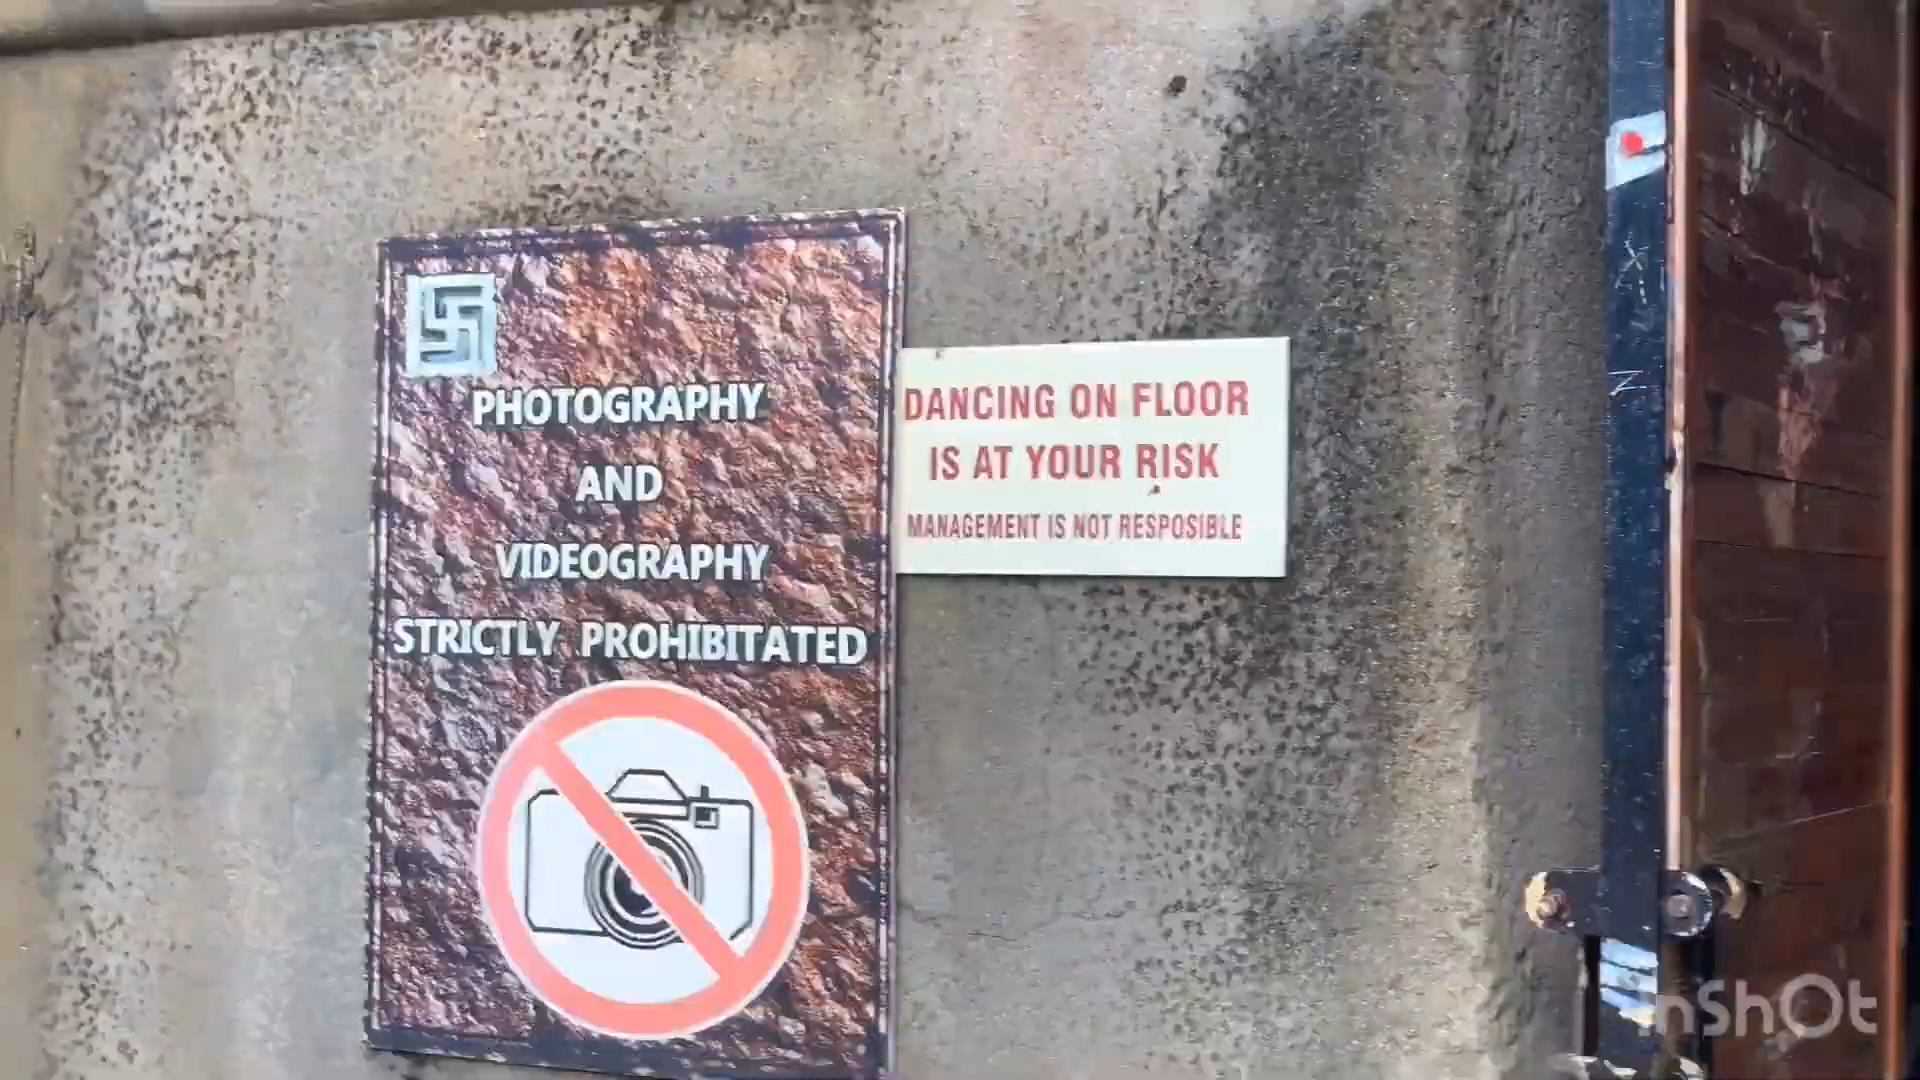 PHOTOGRAPHY
AND
VIDEOGRAPHY
STRICTLY PROHIBITATED
DANCING ON FLOOR
IS AT YOUR RISK
MANAGEMENT IS NOT RESPOSIBLE
InShOt